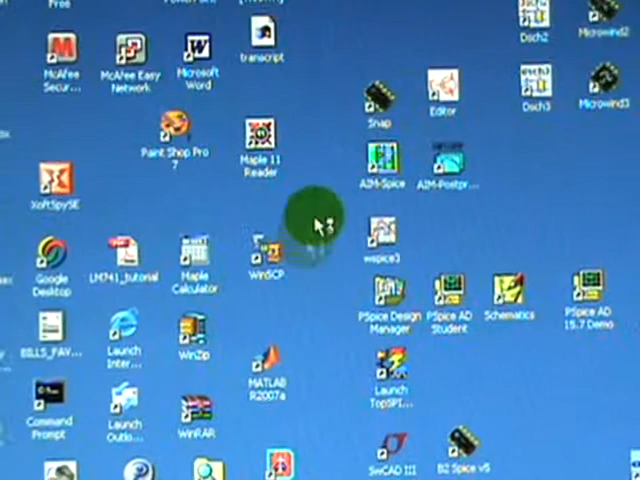 Free
Dsch2
Microwind2
McAfee
Secur...
McAfee Easy
Network
Microsoft
Word
transcript
Snap
Editor
Dsch3
Microwind3
Paint Shop Pro
7
Maple 11
Reader
AIM-Spice
AIM-Postpr...
XoftSpySE
wspice3
Google
Desktop
LM741_tutorial
Maple
Calculator
WinSCP
PSpice Design
Manager
PSpice AD
Student
Schematics
PSpice AD
15.7 Demo
BILLS_FAV...
Launch
Inter...
WinZip
MATLAB
R2007a
Launch
TopSPI...
Command
Prompt
Launch
Outlo...
WinRAR
SwCAD III
B2 Spice v5